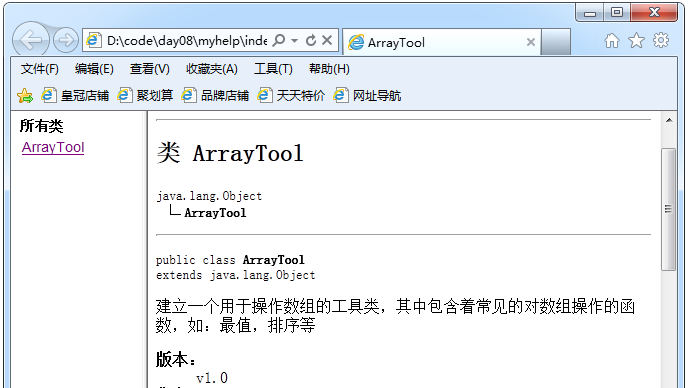 D:\code\day08\myhelp\inde
ArrayTool
文件(F) 编辑(E) 查看(V) 收藏夹(A) 工具(T) 帮助(H)
皇冠店铺 聚划算 品牌店铺 天天特价 网址导航
所有类
ArrayTool
类 ArrayTool
java.lang.Object
ArrayTool
public class ArrayTool
extends java.lang.Object
建立一个用于操作数组的工具类，其中包含着常见的对数组操作的函
数，如：最值，排序等
版本：
v1.0